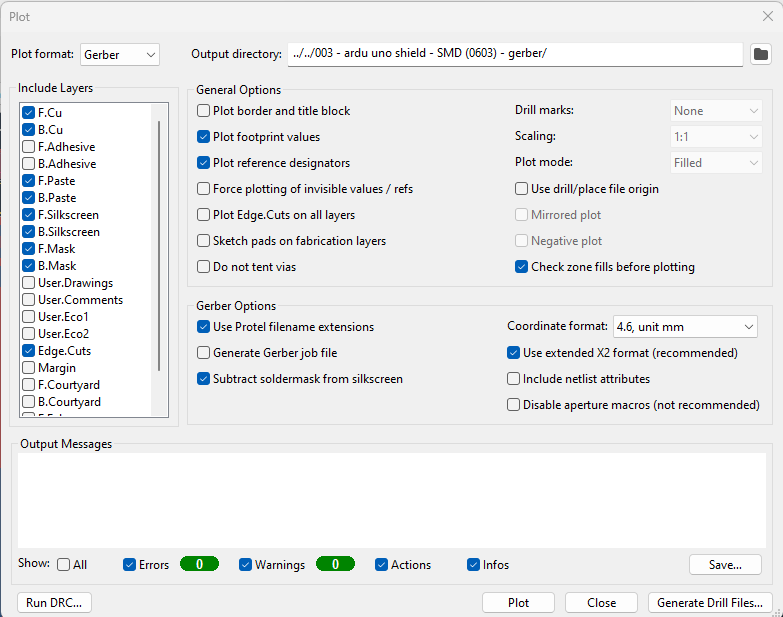 Plot
Plot format: Gerber Output directory: ../../003 - ardu uno shield - SMD (0603) - gerber/
Include Layers
F.Cu
B.Cu
F.Adhesive
B.Adhesive
F.Paste
B.Paste
F.Silkscreen
B.Silkscreen
F.Mask
B.Mask
User.Drawings
User.Comments
User.Eco1
User.Eco2
Edge.Cuts
Margin
F.Courtyard
B.Courtyard
General Options
Plot border and title block
Plot footprint values
Plot reference designators
Force plotting of invisible values / refs
Plot Edge.Cuts on all layers
Sketch pads on fabrication layers
Do not tent vias
Drill marks: None
Scaling: 1:1
Plot mode: Filled
Use drill/place file origin
Mirrored plot
Negative plot
Check zone fills before plotting
Gerber Options
Use Protel filename extensions
Generate Gerber job file
Subtract soldermask from silkscreen
Coordinate format: 4.6, unit mm
Use extended X2 format (recommended)
Include netlist attributes
Disable aperture macros (not recommended)
Output Messages
Show: All Errors 0 Warnings 0 Actions Infos Save...
Run DRC... Plot Close Generate Drill Files...